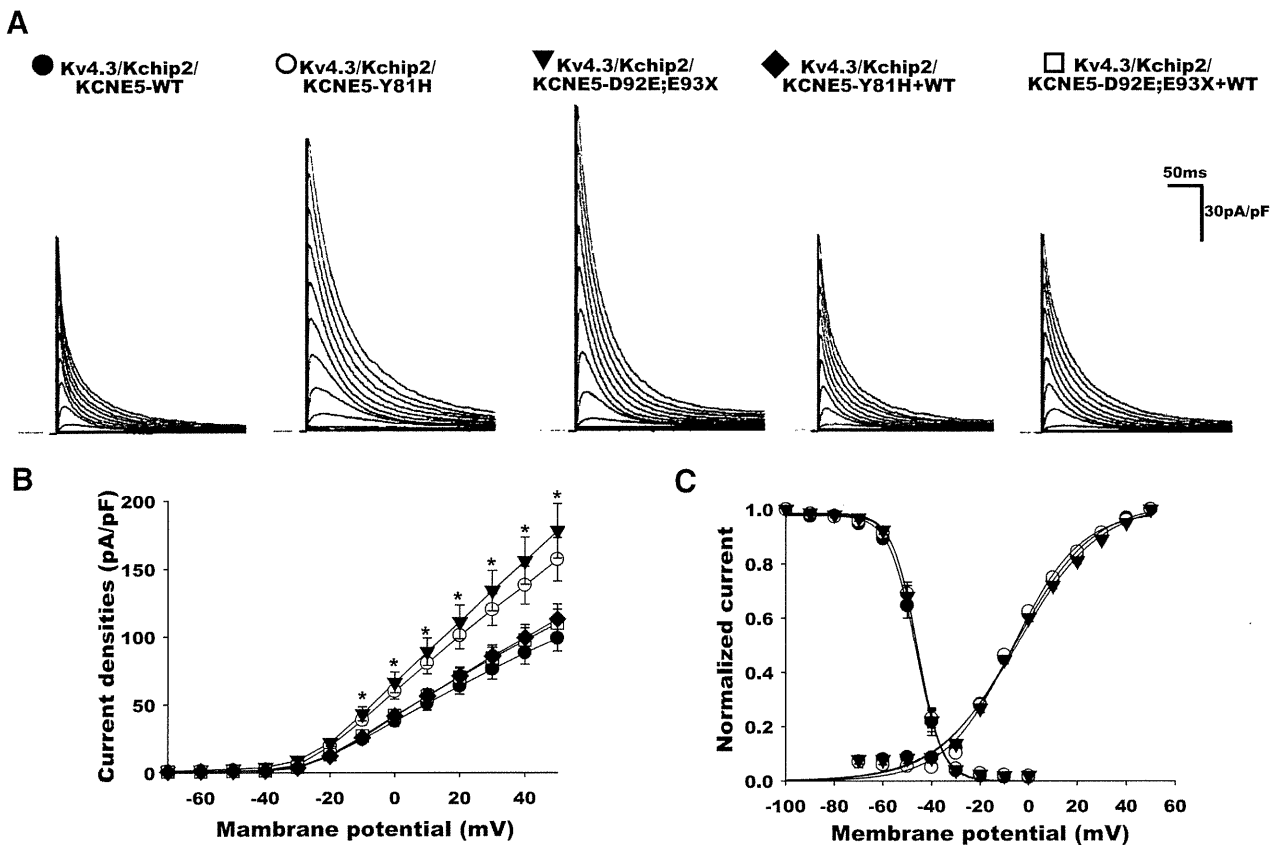 A
Kv4.3/Kchip2/
KCNE5-WT
Kv4.3/Kchip2/
KCNE5-Y81H
Kv4.3/Kchip2/
KCNE5-D92E;E93X
Kv4.3/Kchip2/
KCNE5-Y81H+WT
Kv4.3/Kchip2/
KCNE5-D92E;E93X+WT
50ms
30pA/pF
B
Current densities (pA/pF)
200
150
100
50
0
* * * * * * *
-60 -40 -20 0 20 40
Mambrane potential (mV)
C
Normalized current
1.0
0.8
0.6
0.4
0.2
0.0
-100 -80 -60 -40 -20 0 20 40 60
Membrane potential (mV)